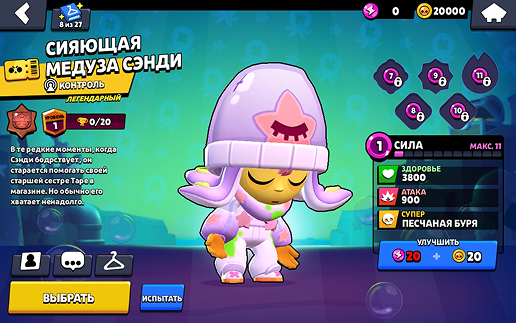 8 из 27
0
20000
СИЯЮЩАЯ
МЕДУЗА СЭНДИ
КОНТРОЛЬ
ЛЕГЕНДАРНЫЙ
УРОВЕНЬ
1
0/20
В те редкие моменты, когда
Сэнди бодрствует, он
старается помогать своей
старшей сестре Таре в
магазине. Но обычно его
хватает ненадолго.
7
9
11
8
10
1
СИЛА
МАКС. 11
ЗДОРОВЬЕ
3800
АТАКА
900
СУПЕР
ПЕСЧАНАЯ БУРЯ
УЛУЧШИТЬ
20 + 20
ВЫБРАТЬ
ИСПЫТАТЬ